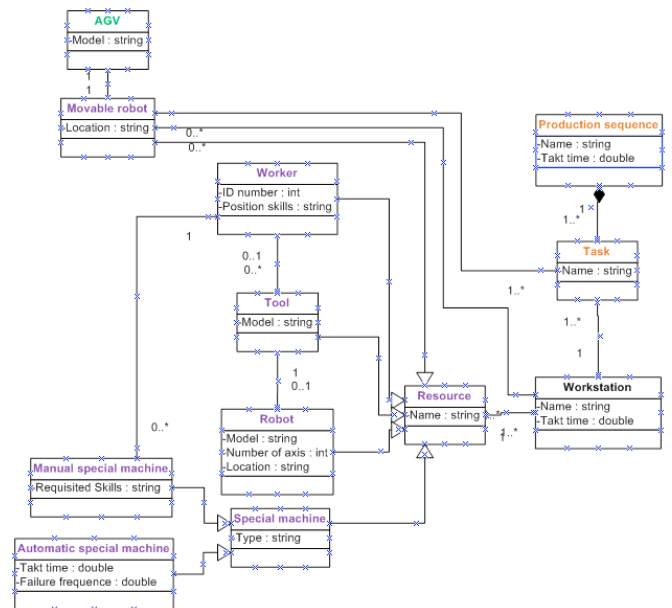 AGV
-Model : string
1
1
Movable robot
-Location : string
0..*
0..*
Production sequence
-Name : string
-Takt time : double
1
1..*
Worker
-ID number : int
-Position skills : string
1
0..1
0..*
Task
-Name : string
1..*
1..*
1
Tool
-Model : string
1
0..1
Resource
-Name : string
..*
1
1..*
Workstation
-Name : string
-Takt time : double
Robot
-Model : string
-Number of axis : int
-Location : string
0..*
Manual special machine
-Requisited Skills : string
Special machine
-Type : string
Automatic special machine
-Takt time : double
-Failure frequence : double